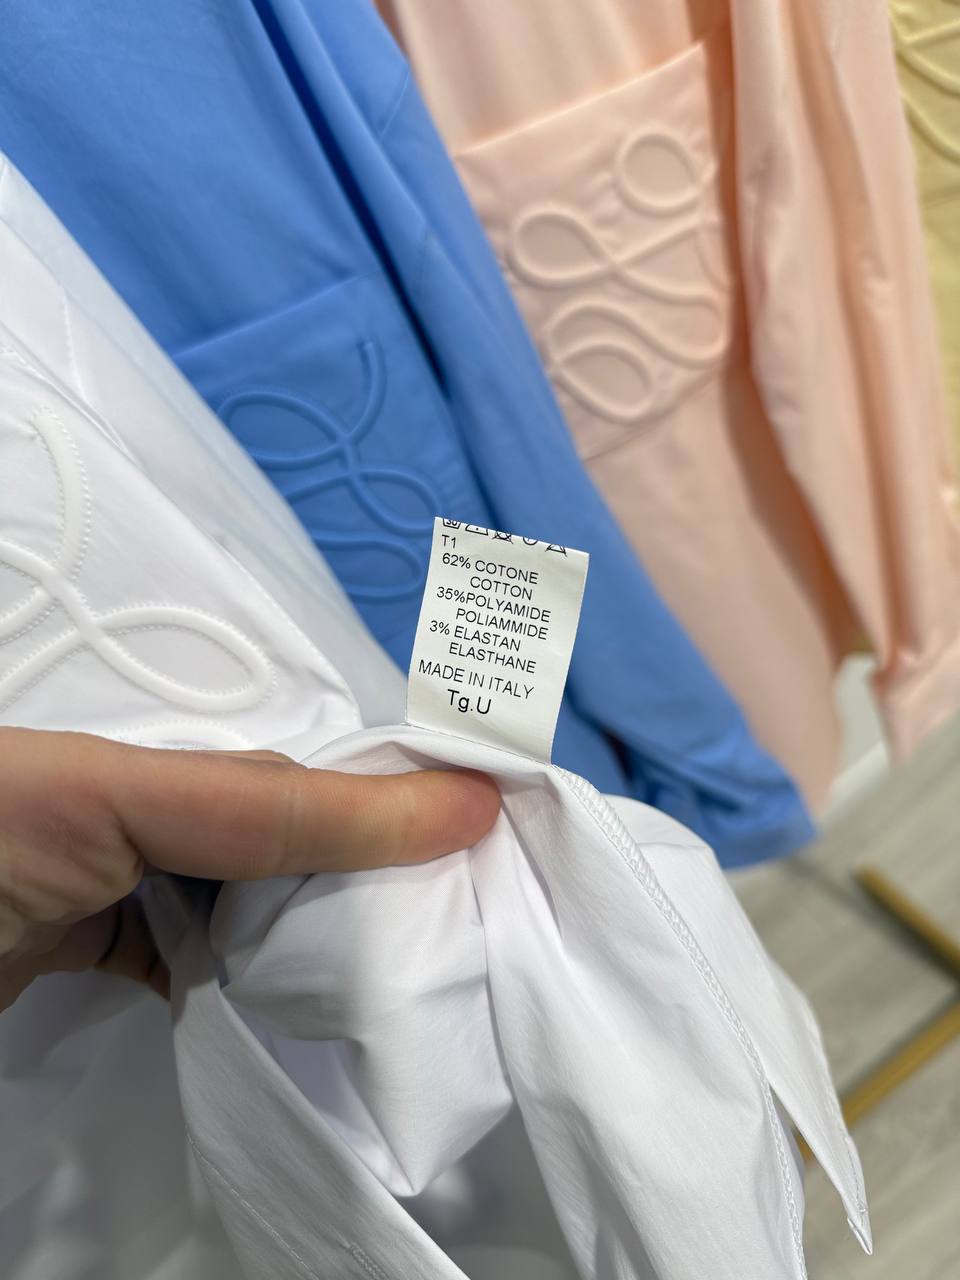 T1
62% COTONE
COTTON
35%POLYAMIDE
POLIAMMIDE
3% ELASTAN
ELASTHANE
MADE IN ITALY
Tg.U